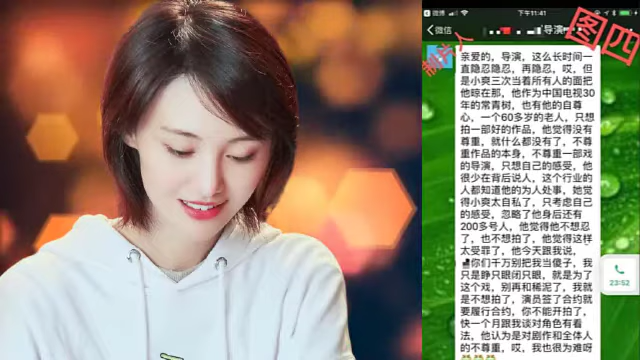 微博
下午11:41
图四
微信
导演
制片人
亲爱的，导演，这么长时间一
直隐忍隐忍，再隐忍，哎，但
是小爽三次当着所有人的面把
他晾在那，他作为中国电视30
年的常青树，也有他的自尊
心，一个60多岁的老人，只想
拍一部好的作品，他觉得没有
尊重，就什么都没有了，不尊
重作品的本身，不尊重一部戏
的导演，只想自己的感受，他
很少在背后说人，这个行业的
人都知道他的为人处事，她觉
得小爽太自私了，只考虑自己
的感受，忽略了他身后还有
200多号人，他觉得他不想忍
了，也不想拍了，他觉得这样
太受罪了，他今天跟我说，
你们千万别把我当傻子，我
只是睁只眼闭只眼，就是为了
这个戏，别再和稀泥了，我就
是不想拍了，演员签了合约就
要履行合约，你不能开拍了，
快一个月跟我谈对角色有看
法，他认为是对剧作和全体人
的不尊重，哎，我也很为难呀
23:52